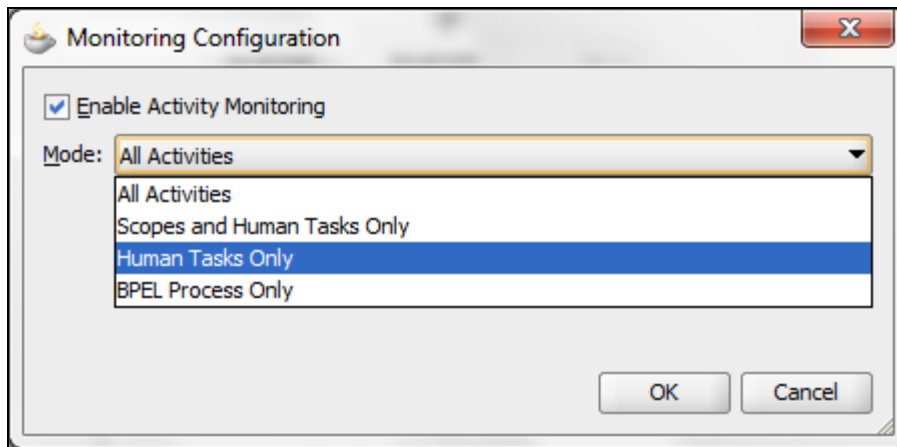 Monitoring Configuration
Enable Activity Monitoring
Mode: All Activities
All Activities
Scopes and Human Tasks Only
Human Tasks Only
BPEL Process Only
OK Cancel